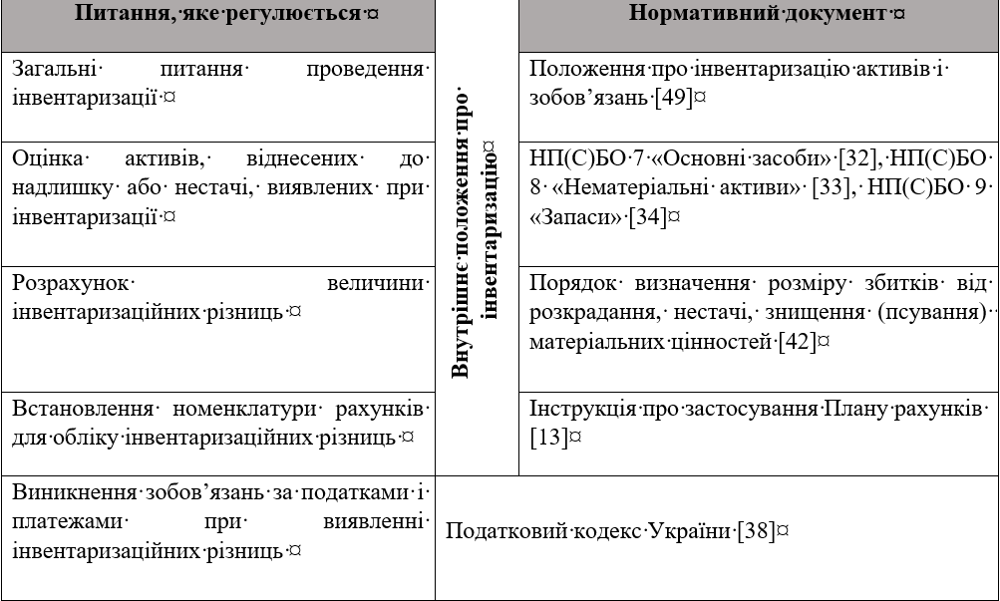 Питання,·яке·регулюється·¤
Нормативний·документ·¤
Загальні питання проведення·
інвентаризації·¤
Внутрішнє·положення·про·
інвентаризацію¤
Положення·про·інвентаризацію·активів·і·
зобов’язань·[49]¤
Оцінка· активів, віднесених до·
надлишку· або· нестачі,· виявлених при·
інвентаризації·¤
НП(С)БО·7·«Основні·засоби»·[32],·НП(С)БО·
8· «Нематеріальні активи» [33],·НП(С)БО·9·
«Запаси»·[34]¤
Розрахунок величини·
інвентаризаційних·різниць·¤
Порядок· визначення· розміру збитків· від·
розкрадання,· нестачі,· знищення· (псування)·
матеріальних·цінностей·[42]¤
Встановлення· номенклатури рахунків·
для·обліку·інвентаризаційних·різниць·¤
Інструкція·про·застосування·Плану·рахунків·
[13]¤
Виникнення·зобов’язань·за·податками·і·
платежами· при· виявленні·
інвентаризаційних·різниць·¤
Податковий·кодекс·України·[38]¤